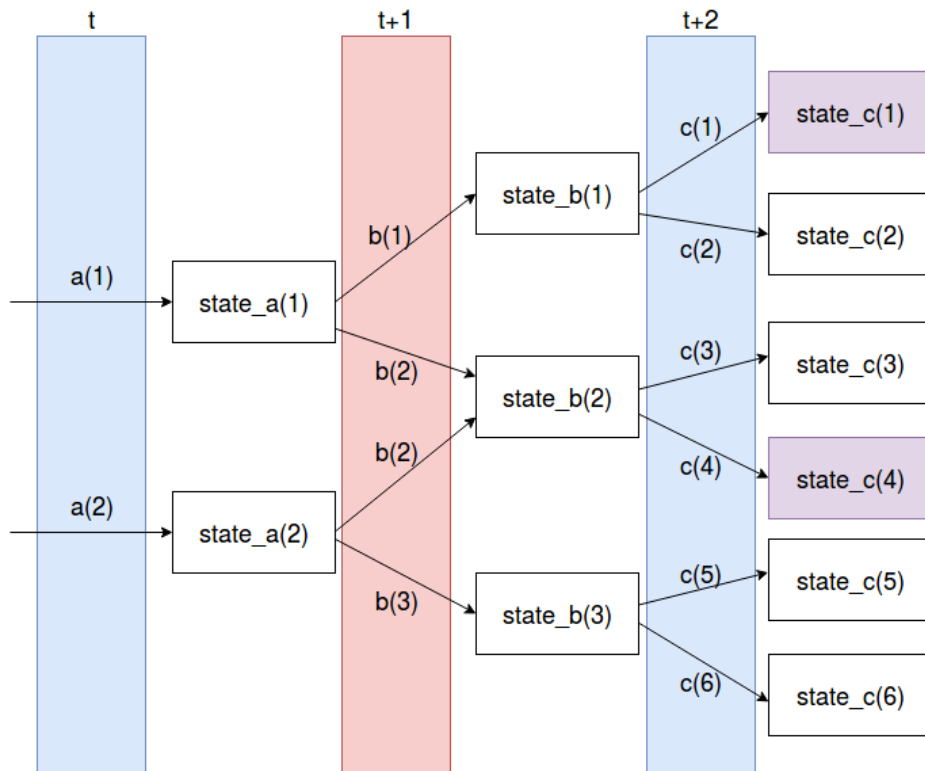 t
t+1
t+2
a(1)
a(2)
state_a(1)
state_a(2)
b(1)
b(2)
b(2)
b(3)
state_b(1)
state_b(2)
state_b(3)
c(1)
c(2)
c(3)
c(4)
c(5)
c(6)
state_c(1)
state_c(2)
state_c(3)
state_c(4)
state_c(5)
state_c(6)